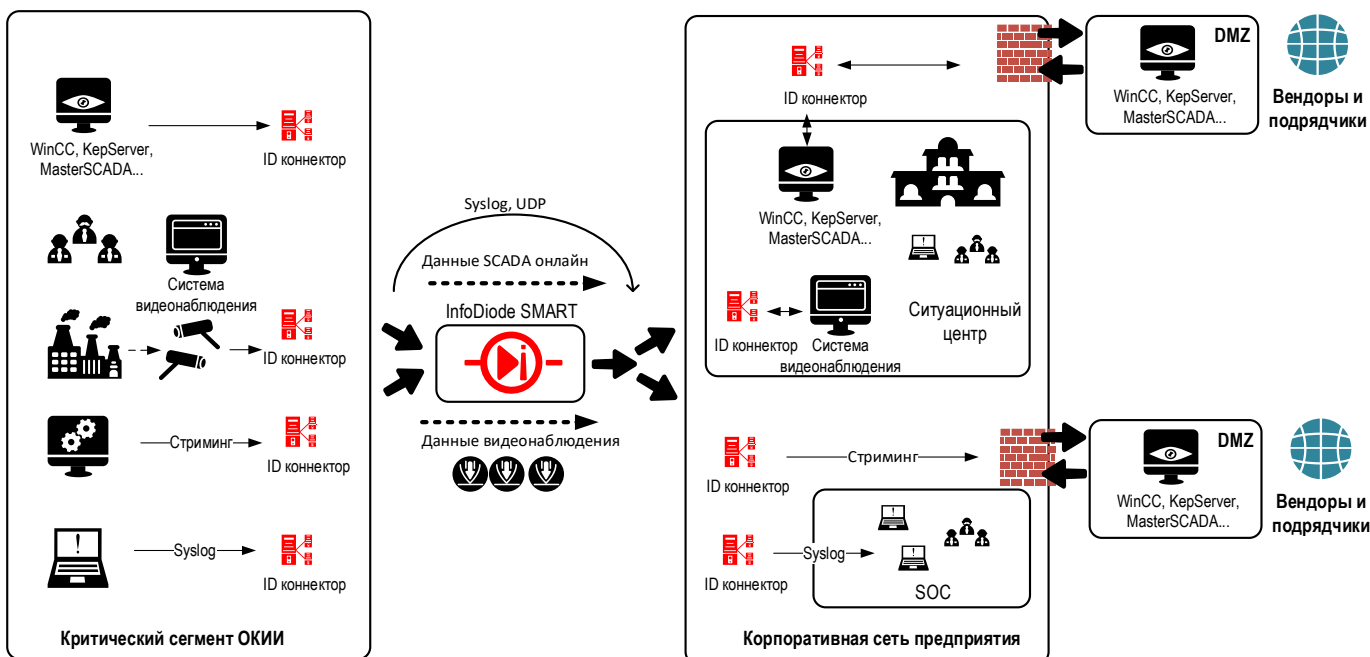 WinCC, KepServer,
MasterSCADA...
ID коннектор
Система
видеонаблюдения
ID коннектор
Стриминг
ID коннектор
Syslog
ID коннектор
Критический сегмент ОКИИ
Syslog, UDP
Данные SCADA онлайн
InfoDiode SMART
Данные видеонаблюдения
ID коннектор
WinCC, KepServer,
MasterSCADA...
ID коннектор
Система
видеонаблюдения
Ситуационный
центр
ID коннектор
Стриминг
ID коннектор
Syslog
SOC
Корпоративная сеть предприятия
DMZ
WinCC, KepServer,
MasterSCADA...
Вендоры и
подрядчики
DMZ
WinCC, KepServer,
MasterSCADA...
Вендоры и
подрядчики